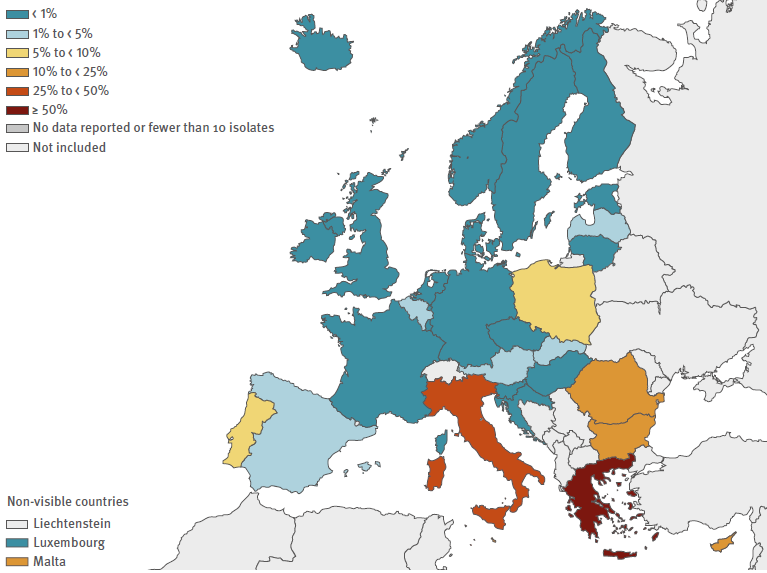 < 1%
1% to < 5%
5% to < 10%
10% to < 25%
25% to < 50%
≥ 50%
No data reported or fewer than 10 isolates
Not included
Non-visible countries
Liechtenstein
Luxembourg
Malta